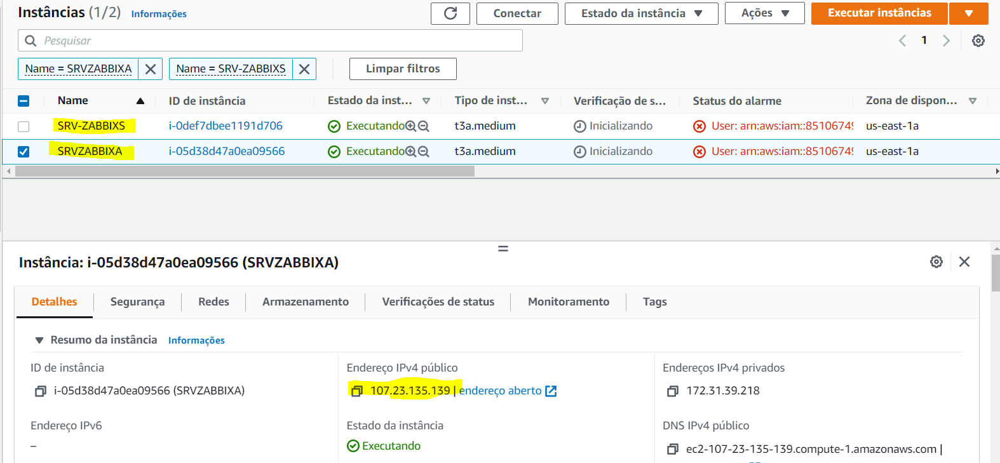 Instâncias (1/2) Informações
Conectar
Estado da instância
Ações
Executar instâncias
Pesquisar
1
Name = SRVZABBIXA
Name = SRV-ZABBIXS
Limpar filtros
Name ID de instância Estado da inst... Tipo de inst... Verificação de s... Status do alarme Zona de dispon...
SRV-ZABBIXS i-0def7dbee1191d706 Executando t3a.medium Inicializando User: arn:aws:iam::85106749 us-east-1a
SRVZABBIXA i-05d38d47a0ea09566 Executando t3a.medium Inicializando User: arn:aws:iam::85106749 us-east-1a
Instância: i-05d38d47a0ea09566 (SRVZABBIXA)
Detalhes Segurança Redes Armazenamento Verificações de status Monitoramento Tags
Resumo da instância Informações
ID de instância
i-05d38d47a0ea09566 (SRVZABBIXA)
Endereço IPv4 público
107.23.135.139 | endereço aberto
Endereços IPv4 privados
172.31.39.218
Endereço IPv6
–
Estado da instância
Executando
DNS IPv4 público
ec2-107-23-135-139.compute-1.amazonaws.com |